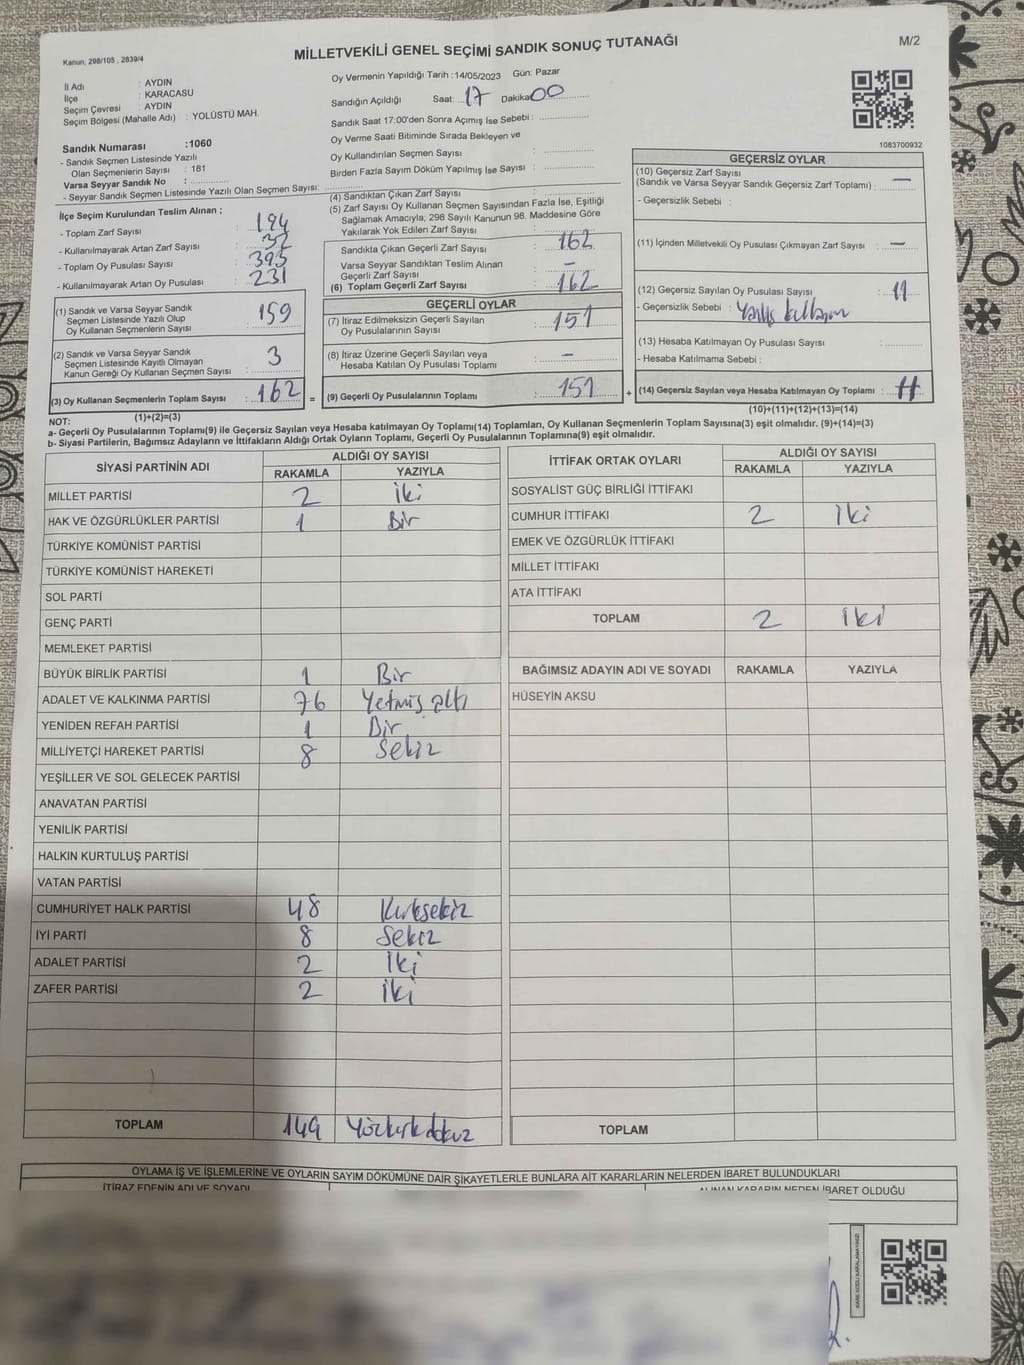 Kanun: 298/105 , 2839/4
MİLLETVEKİLİ GENEL SEÇİMİ SANDIK SONUÇ TUTANAĞI
M/2
İl Adı : AYDIN
İlçe : KARACASU
Seçim Çevresi : AYDIN
Seçim Bölgesi (Mahalle Adı) : YOLÜSTÜ MAH.
Oy Vermenin Yapıldığı Tarih :14/05/2023 Gün: Pazar
Sandığın Açıldığı Saat: 17 Dakika 00
Sandık Saat 17:00'den Sonra Açımış İse Sebebi :
Oy Verme Saati Bitiminde Sırada Bekleyen ve
Oy Kullandırılan Seçmen Sayısı :
Birden Fazla Sayım Döküm Yapılmış İse Sayısı :
1083700932
Sandık Numarası :1060
- Sandık Seçmen Listesinde Yazılı
Olan Seçmenlerin Sayısı : 181
Varsa Seyyar Sandık No :
- Seyyar Sandık Seçmen Listesinde Yazılı Olan Seçmen Sayısı:
İlçe Seçim Kurulundan Teslim Alınan ;
- Toplam Zarf Sayısı : 194
- Kullanılmayarak Artan Zarf Sayısı : 32
- Toplam Oy Pusulası Sayısı : 393
- Kullanılmayarak Artan Oy Pusulası : 231
(1) Sandık ve Varsa Seyyar Sandık
Seçmen Listesinde Yazılı Olup
Oy Kullanan Seçmenlerin Sayısı : 159
(2) Sandık ve Varsa Seyyar Sandık
Seçmen Listesinde Kayıtlı Olmayan
Kanun Gereği Oy Kullanan Seçmen Sayısı : 3
(3) Oy Kullanan Seçmenlerin Toplam Sayısı : 162 =
(1)+(2)=(3)
(4) Sandıktan Çıkan Zarf Sayısı :
(5) Zarf Sayısı Oy Kullanan Seçmen Sayısından Fazla İse, Eşitliği
Sağlamak Amacıyla; 298 Sayılı Kanunun 98. Maddesine Göre
Yakılarak Yok Edilen Zarf Sayısı :
Sandıkta Çıkan Geçerli Zarf Sayısı : 162
Varsa Seyyar Sandıktan Teslim Alınan
Geçerli Zarf Sayısı : –
(6) Toplam Geçerli Zarf Sayısı : 162
GEÇERLİ OYLAR
(7) İtiraz Edilmeksizin Geçerli Sayılan
Oy Pusulalarının Sayısı : 151
(8) İtiraz Üzerine Geçerli Sayılan veya
Hesaba Katılan Oy Pusulası Toplamı : –
(9) Geçerli Oy Pusulalarının Toplamı : 151 +
GEÇERSİZ OYLAR
(10) Geçersiz Zarf Sayısı
(Sandık ve Varsa Seyyar Sandık Geçersiz Zarf Toplamı) : –
- Geçersizlik Sebebi :
(11) İçinden Milletvekili Oy Pusulası Çıkmayan Zarf Sayısı : –
(12) Geçersiz Sayılan Oy Pusulası Sayısı : 11
- Geçersizlik Sebebi : Yanlış kullanım
(13) Hesaba Katılmayan Oy Pusulası Sayısı :
- Hesaba Katılmama Sebebi :
(14) Geçersiz Sayılan veya Hesaba Katılmayan Oy Toplamı : 11
(10)+(11)+(12)+(13)=(14)
NOT:
a- Geçerli Oy Pusulalarının Toplamı(9) ile Geçersiz Sayılan veya Hesaba katılmayan Oy Toplamı(14) Toplamları, Oy Kullanan Seçmenlerin Toplam Sayısına(3) eşit olmalıdır. (9)+(14)=(3)
b- Siyasi Partilerin, Bağımsız Adayların ve İttifakların Aldığı Ortak Oyların Toplamı, Geçerli Oy Pusulalarının Toplamına(9) eşit olmalıdır.
SİYASİ PARTİNİN ADI ALDIĞI OY SAYISI
RAKAMLA YAZIYLA
MİLLET PARTİSİ 2 İki
HAK VE ÖZGÜRLÜKLER PARTİSİ 1 Bir
TÜRKİYE KOMÜNİST PARTİSİ
TÜRKİYE KOMÜNİST HAREKETİ
SOL PARTİ
GENÇ PARTİ
MEMLEKET PARTİSİ
BÜYÜK BİRLİK PARTİSİ 1 Bir
ADALET VE KALKINMA PARTİSİ 76 Yetmiş altı
YENİDEN REFAH PARTİSİ 1 Bir
MİLLİYETÇİ HAREKET PARTİSİ 8 Sekiz
YEŞİLLER VE SOL GELECEK PARTİSİ
ANAVATAN PARTİSİ
YENİLİK PARTİSİ
HALKIN KURTULUŞ PARTİSİ
VATAN PARTİSİ
CUMHURİYET HALK PARTİSİ 48 Kırksekiz
İYİ PARTİ 8 Sekiz
ADALET PARTİSİ 2 İki
ZAFER PARTİSİ 2 İki
TOPLAM 149 Yüzkırkdokuz
İTTİFAK ORTAK OYLARI ALDIĞI OY SAYISI
RAKAMLA YAZIYLA
SOSYALİST GÜÇ BİRLİĞİ İTTİFAKI
CUMHUR İTTİFAKI 2 İki
EMEK VE ÖZGÜRLÜK İTTİFAKI
MİLLET İTTİFAKI
ATA İTTİFAKI
TOPLAM 2 İki
BAĞIMSIZ ADAYIN ADI VE SOYADI RAKAMLA YAZIYLA
HÜSEYİN AKSU
TOPLAM
OYLAMA İŞ VE İŞLEMLERİNE VE OYLARIN SAYIM DÖKÜMÜNE DAİR ŞİKAYETLERLE BUNLARA AİT KARARLARIN NELERDEN İBARET BULUNDUKLARI
İTİRAZ EDENİN ADI VE SOYADI ALINAN KARARIN NEDEN İBARET OLDUĞU